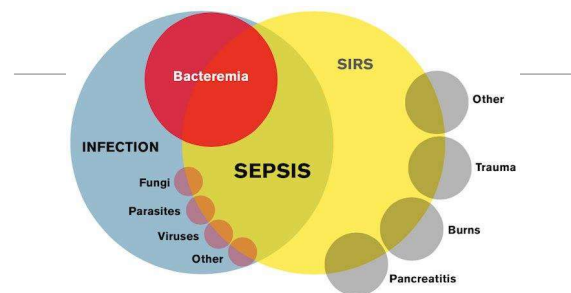 Bacteremia
SIRS
Other
INFECTION
SEPSIS
Trauma
Fungi
Parasites
Viruses
Burns
Other
Pancreatitis